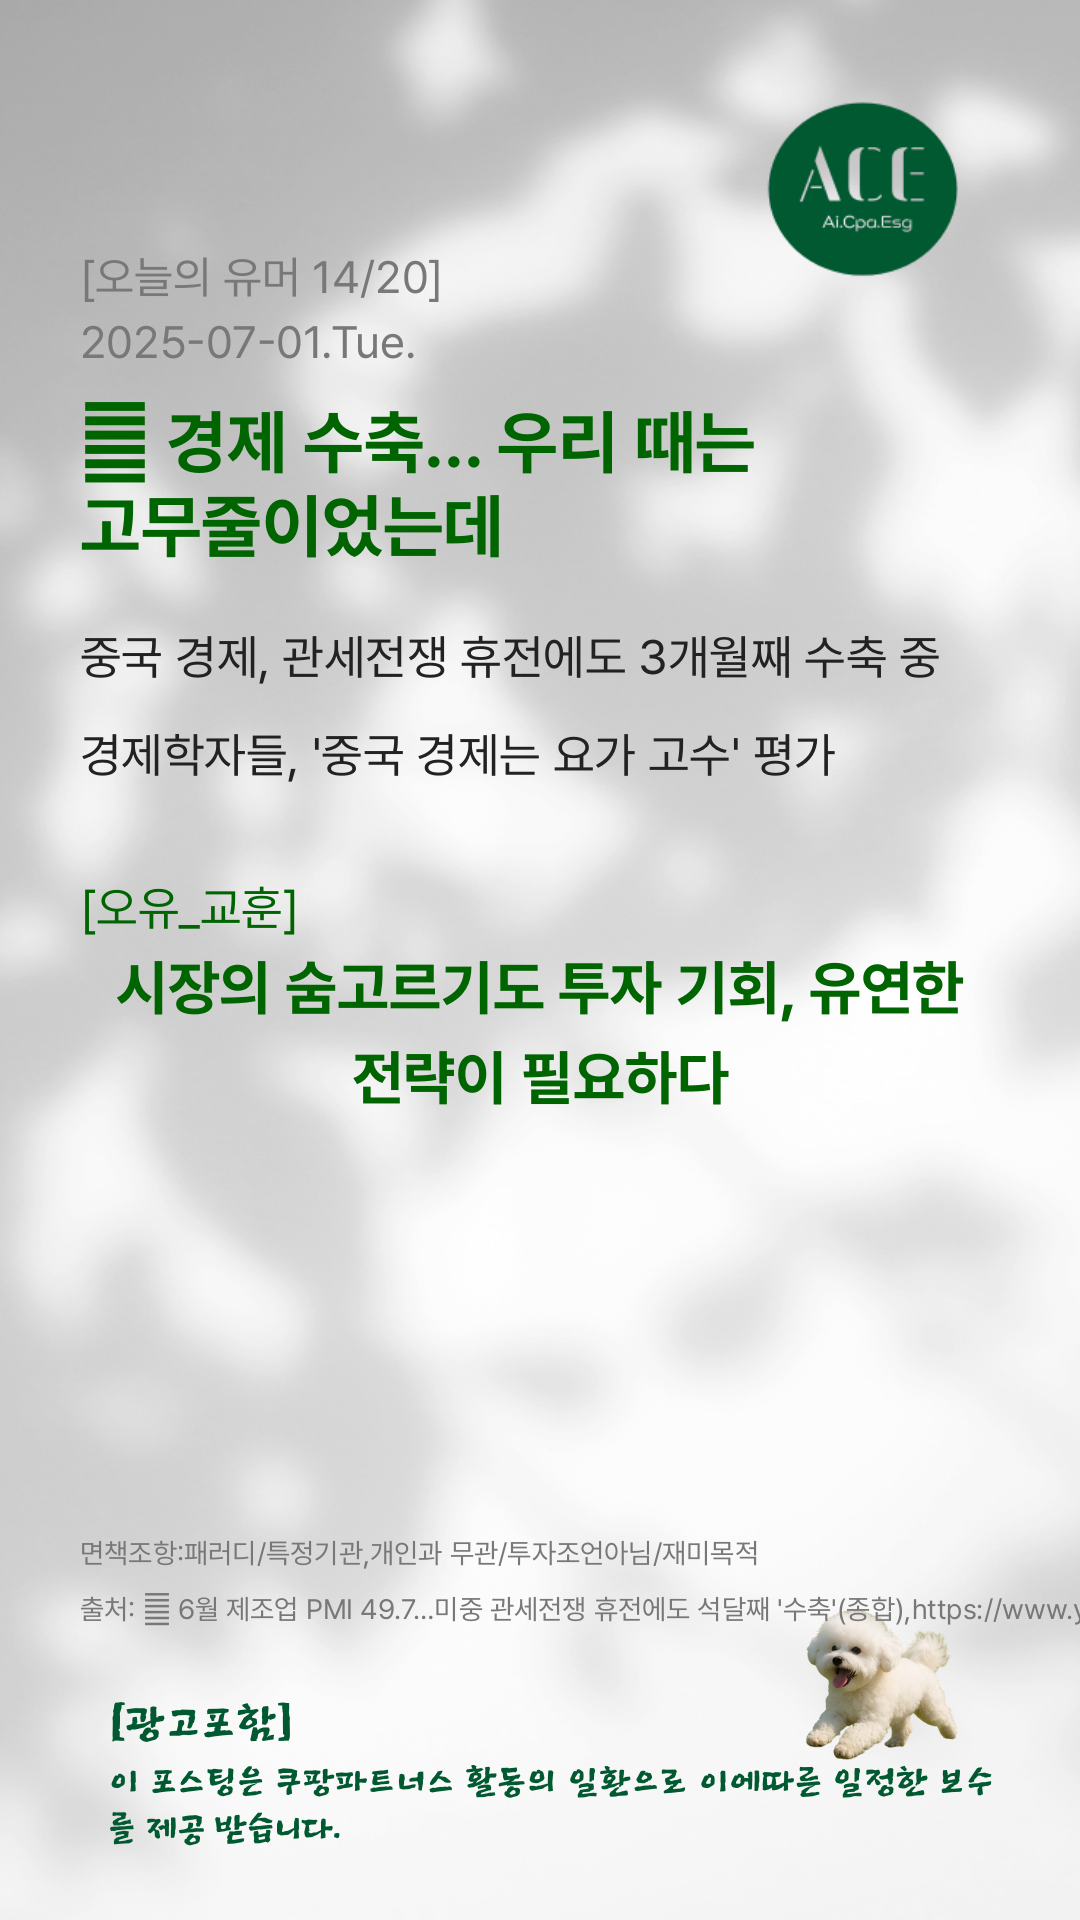 ACE
Ai.Cpa.Esg
[오늘의 유머 14/20]
2025-07-01.Tue.
경제 수축... 우리 때는
고무줄이었는데
중국 경제, 관세전쟁 휴전에도 3개월째 수축 중
경제학자들, '중국 경제는 요가 고수' 평가
[오유_교훈]
시장의 숨고르기도 투자 기회, 유연한
전략이 필요하다
면책조항:패러디/특정기관,개인과 무관/투자조언아님/재미목적
출처: 6월 제조업 PMI 49.7...미중 관세전쟁 휴전에도 석달째 '수축'(종합),https://www.y
[광고포함]
이 포스팅은 쿠팡파트너스 활동의 일환으로 이에따른 일정한 보수
를 제공 받습니다.